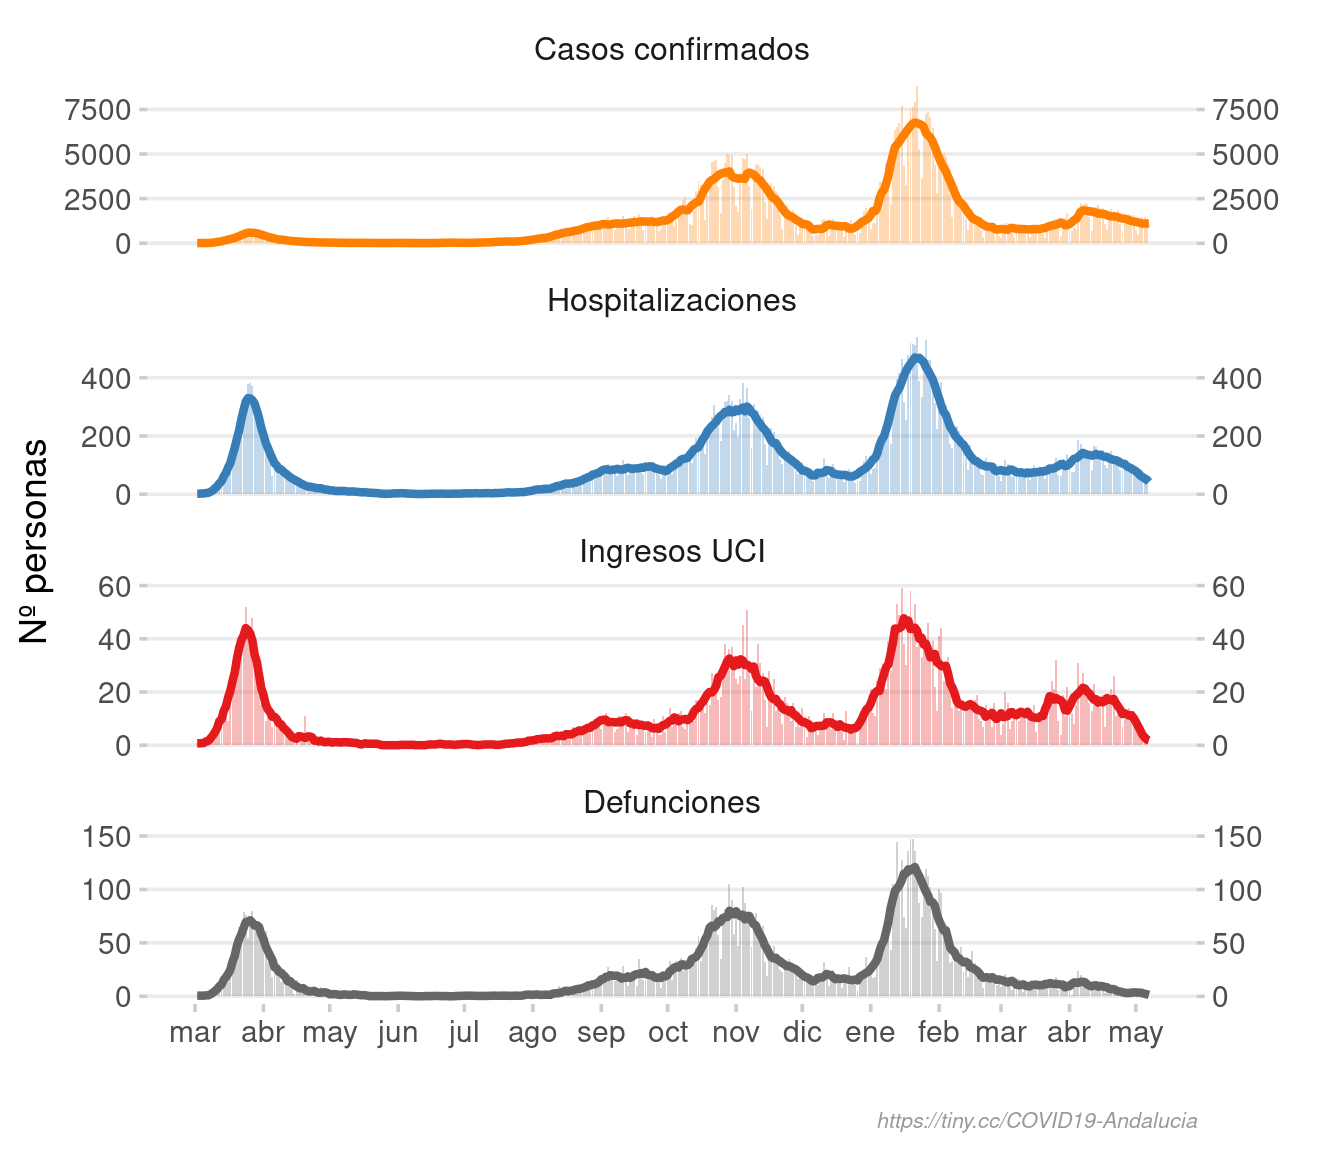 Casos confirmados
7500 7500
5000 5000
2500 2500
0 0
Hospitalizaciones
400 400
200 200
0 0
Nº personas
Ingresos UCI
60 60
40 40
20 20
0 0
Defunciones
150 150
100 100
50 50
0 0
mar abr may jun jul ago sep oct nov dic ene feb mar abr may
https://tiny.cc/COVID19-Andalucia